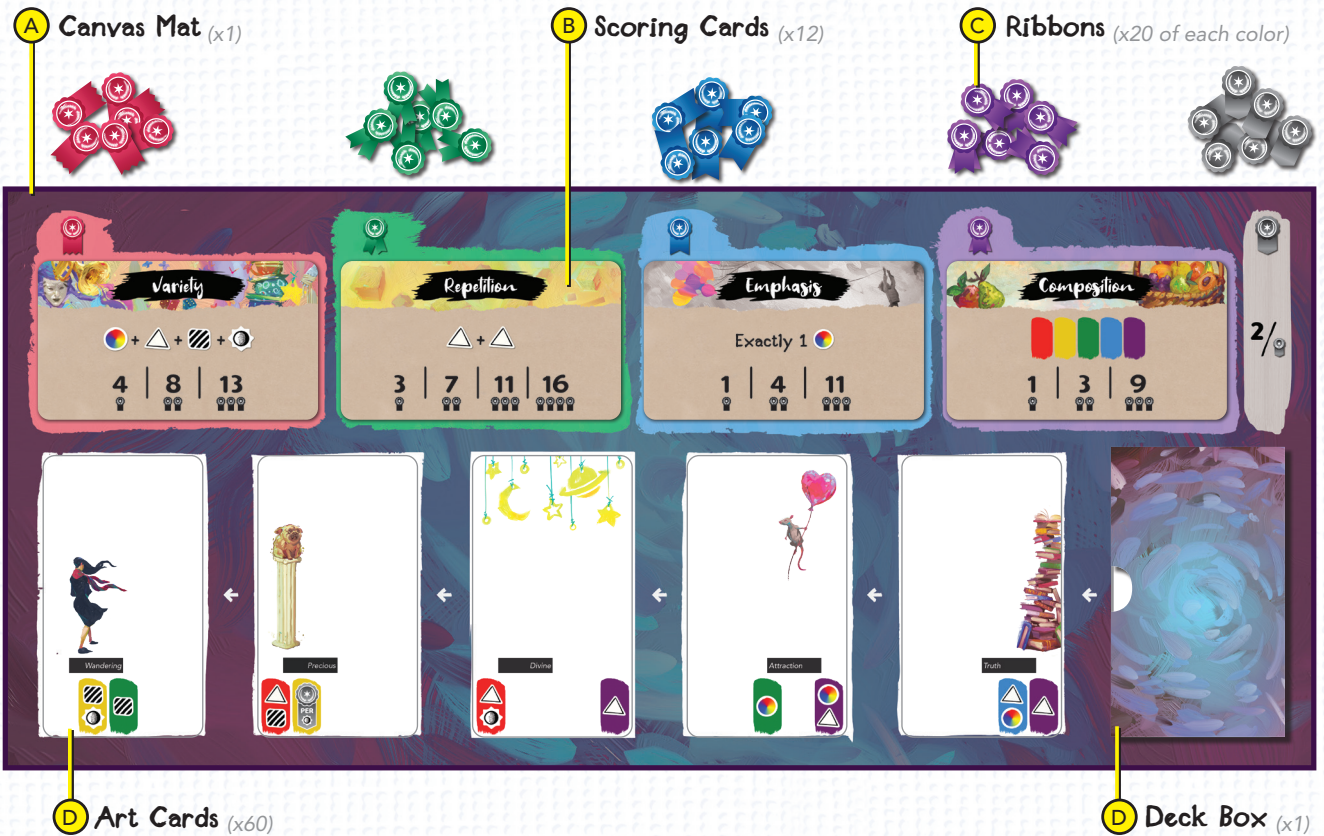 A Canvas Mat (x1)
B Scoring Cards (x12)
C Ribbons (x20 of each color)
Variety
Repetition
Emphasis
Composition
+ + +
+
Exactly 1
2/
4 | 8 | 13
3 | 7 | 11 | 16
1 | 4 | 11
1 | 3 | 9
Wandering
Precious
Divine
Attraction
Truth
PER
D Art Cards (x60)
D Deck Box (x1)